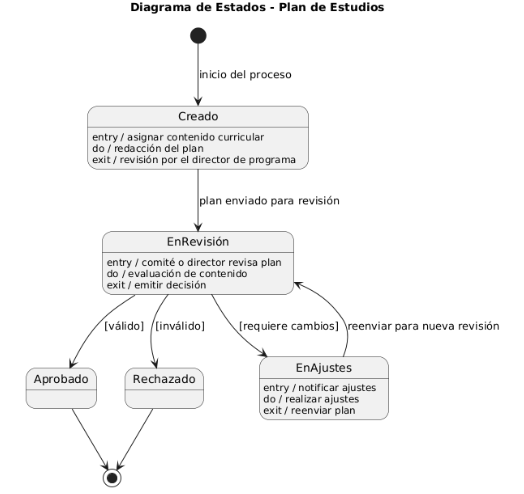 Diagrama de Estados - Plan de Estudios
inicio del proceso
Creado
entry / asignar contenido curricular
do / redacción del plan
exit / revisión por el director de programa
plan enviado para revisión
EnRevisión
entry / comité o director revisa plan
do / evaluación de contenido
exit / emitir decisión
[válido]
[inválido]
[requiere cambios]
reenviar para nueva revisión
Aprobado
Rechazado
EnAjustes
entry / notificar ajustes
do / realizar ajustes
exit / reenviar plan